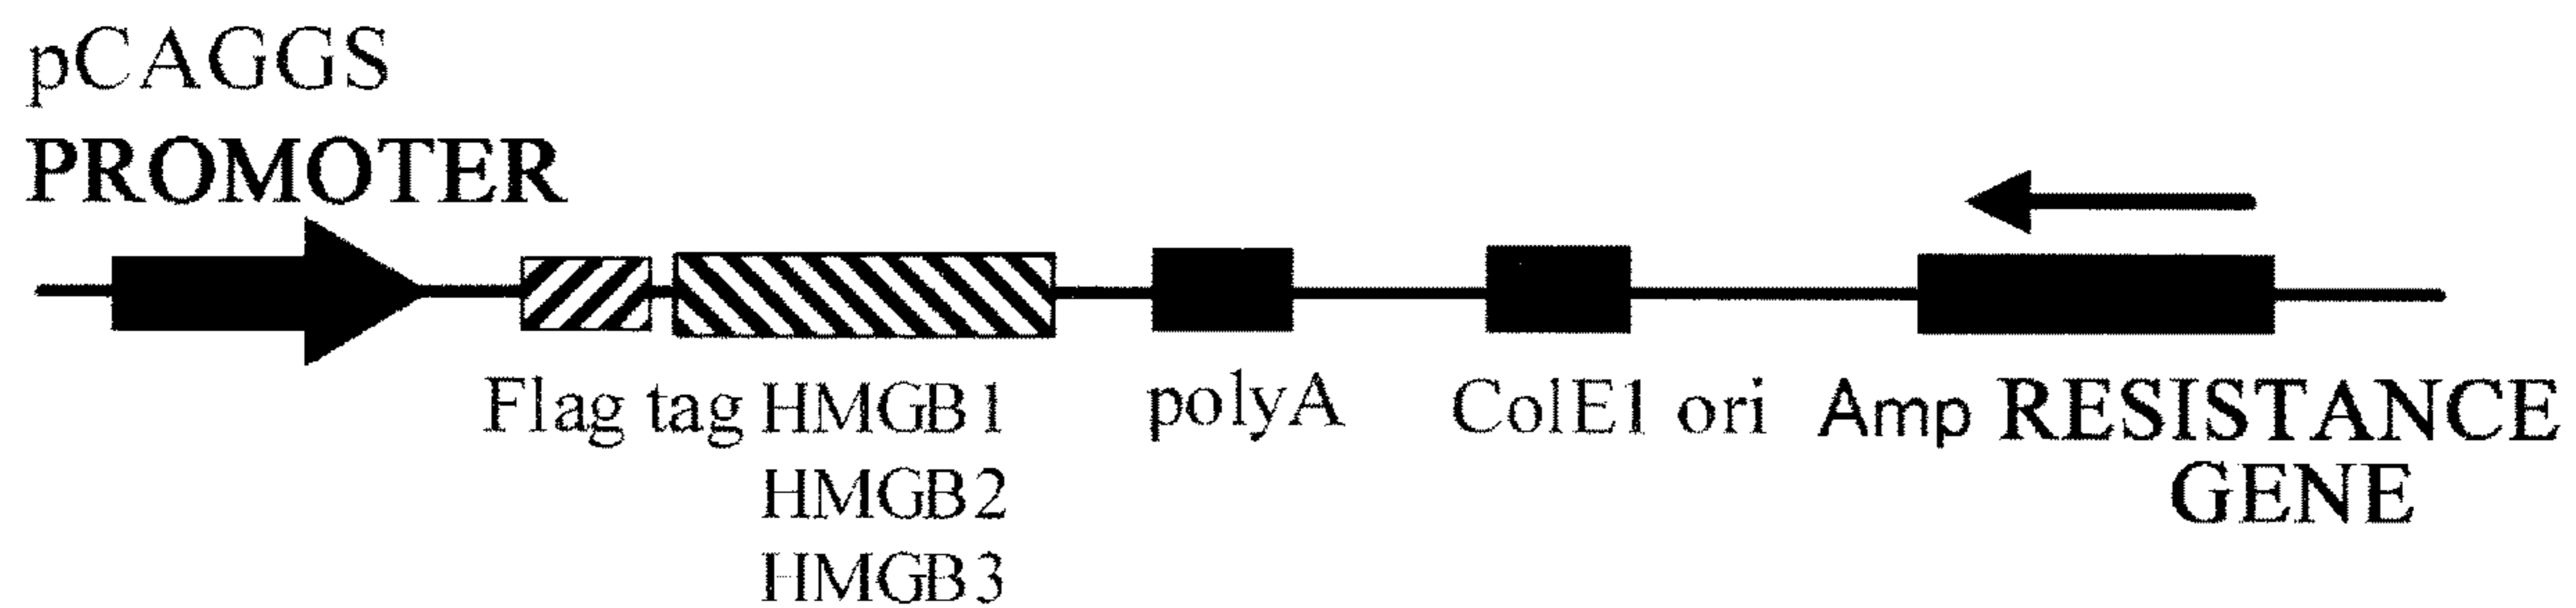 pCAGGS
PROMOTER
Flag tag HMGB1 polyA ColE1 ori Amp RESISTANCE
HMGB2 GENE
HMGB3